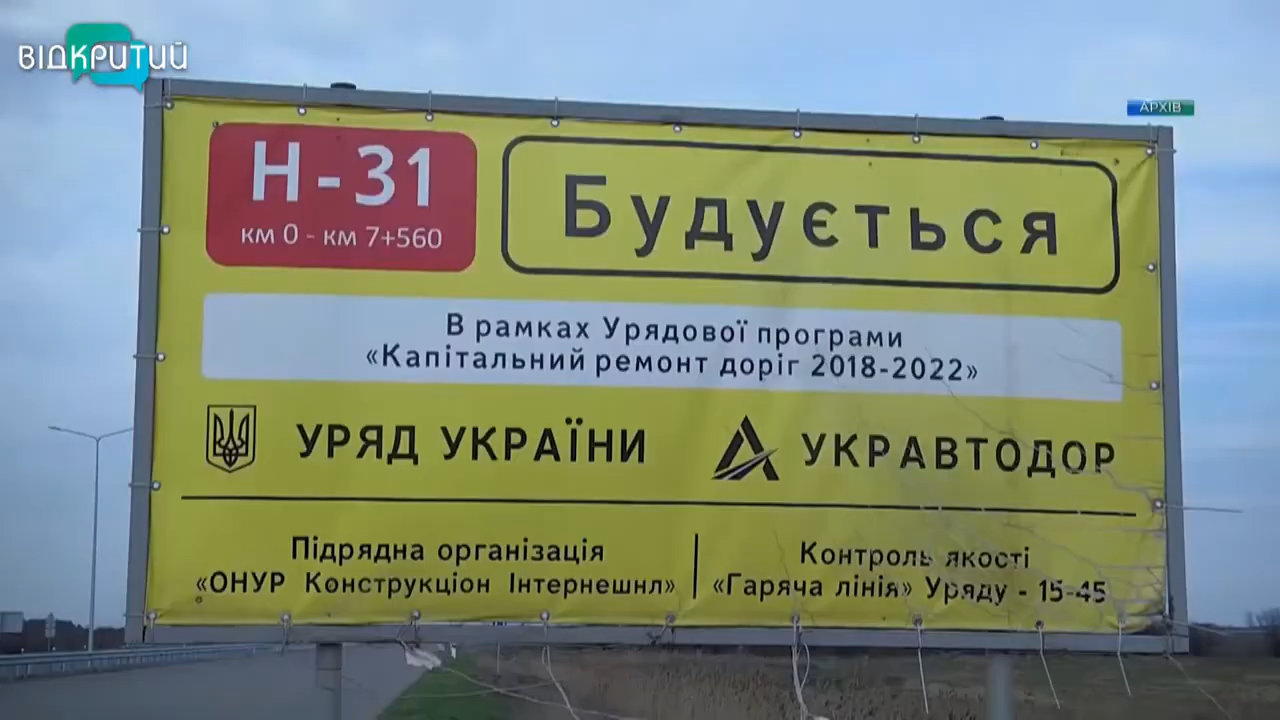 ВІДКРИТИЙ
АРХІВ
Н-31
км 0 - км 7+560
Будується
В рамках Урядової програми
«Капітальний ремонт доріг 2018-2022»
УРЯД УКРАЇНИ
УКРАВТОДОР
Підрядна організація
«ОНУР Конструкціон Інтернешнл»
Контроль якості
«Гаряча лінія» Уряду - 15-45